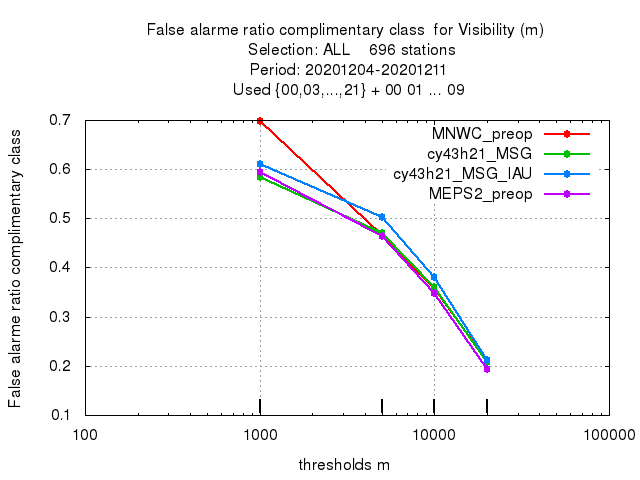 False alarme ratio complimentary class  for Visibility (m)
Selection: ALL    696 stations
Period: 20201204-20201211
Used {00,03,...,21} + 00 01 ... 09
False alarme ratio complimentary class
0.7
0.6
0.5
0.4
0.3
0.2
0.1
MNWC_preop
cy43h21_MSG
cy43h21_MSG_IAU
MEPS2_preop
100
1000
10000
100000
thresholds m